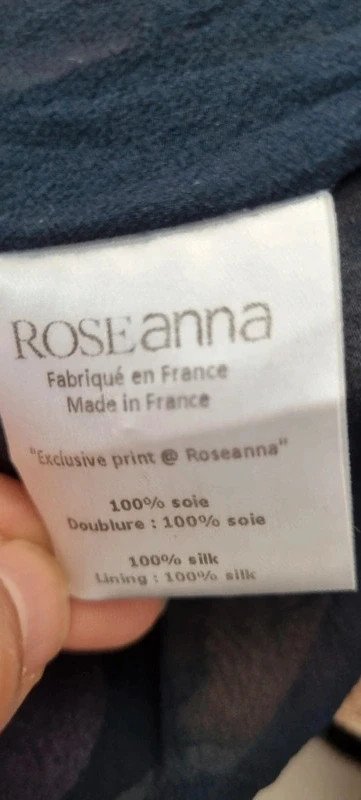 ROSEanna
Fabriqué en France
Made in France
"Exclusive print @ Roseanna"
100% soie
Doublure : 100% soie
100% silk
Lining : 100% silk